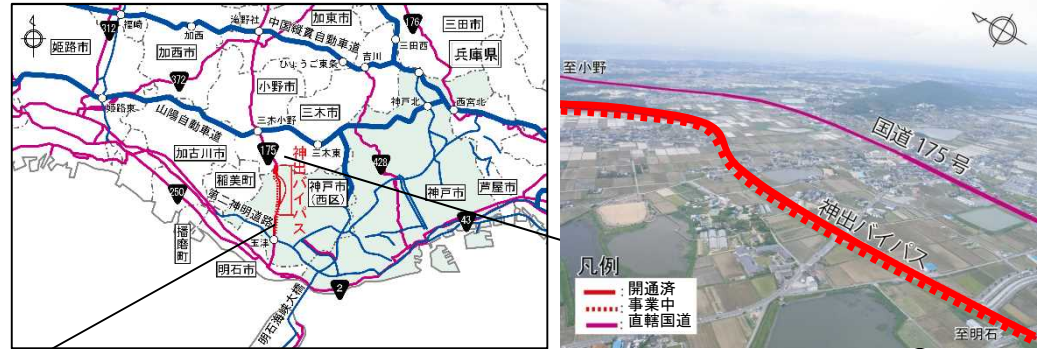 312
福崎
加西
滝野社
加東市
中国縦貫自動車道
176
三田市
三田西
兵庫県
姫路市
加西市
吉川
ひょうご東条
372
小野市
三木市
神戸北
西宮北
姫路東
山陽自動車道
三木小野
加古川市
175
三木東
428
神出バイパス
稲美町
神戸市
(西区)
神戸市
芦屋市
250
第二神明道路
43
播磨町
玉津
明石市
2
明石海峡大橋
至小野
国道175号
神出バイパス
凡例
:開通済
:事業中
:直轄国道
至明石